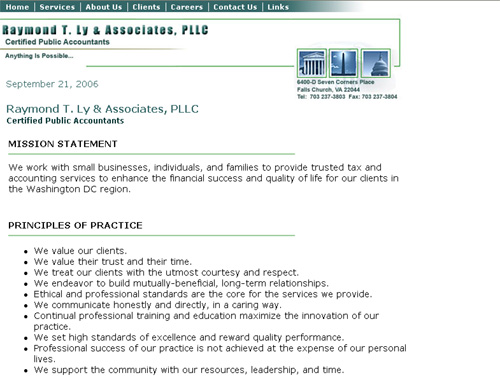 Home | Services | About Us | Clients | Careers | Contact Us | Links
Raymond T. Ly & Associates, PLLC
Certified Public Accountants
Anything Is Possible...
6400-D Seven Corners Place
Falls Church, VA 22044
Tel: 703 237-3803 Fax: 703 237-3804
September 21, 2006
Raymond T. Ly & Associates, PLLC
Certified Public Accountants
MISSION STATEMENT
We work with small businesses, individuals, and families to provide trusted tax and
accounting services to enhance the financial success and quality of life for our clients in
the Washington DC region.
PRINCIPLES OF PRACTICE
• We value our clients.
• We value their trust and their time.
• We treat our clients with the utmost courtesy and respect.
• We endeavor to build mutually-beneficial, long-term relationships.
• Ethical and professional standards are the core for the services we provide.
• We communicate honestly and directly, in a caring way.
• Continual professional training and education maximize the innovation of our
practice.
• We set high standards of excellence and reward quality performance.
• Professional success of our practice is not achieved at the expense of our personal
lives.
• We support the community with our resources, leadership, and time.